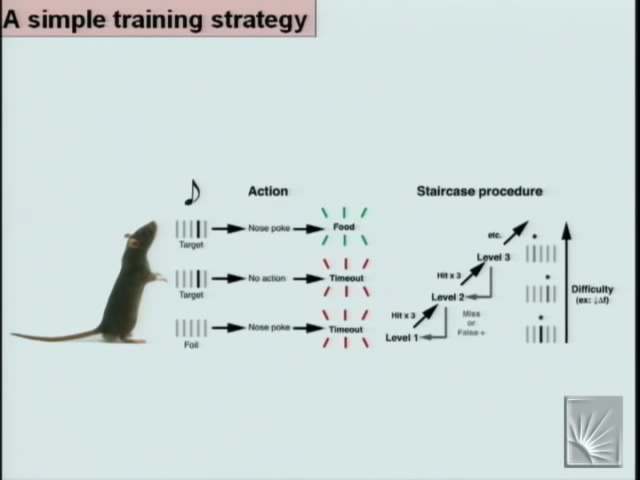 A simple training strategy
Action
Staircase procedure
Target
Nose poke
Food
Target
No action
Timeout
Foil
Nose poke
Timeout
etc.
Level 3
Hit x 3
Level 2
Hit x 3
Level 1
Miss
or
False +
Difficulty
(ex: ↓Δf)